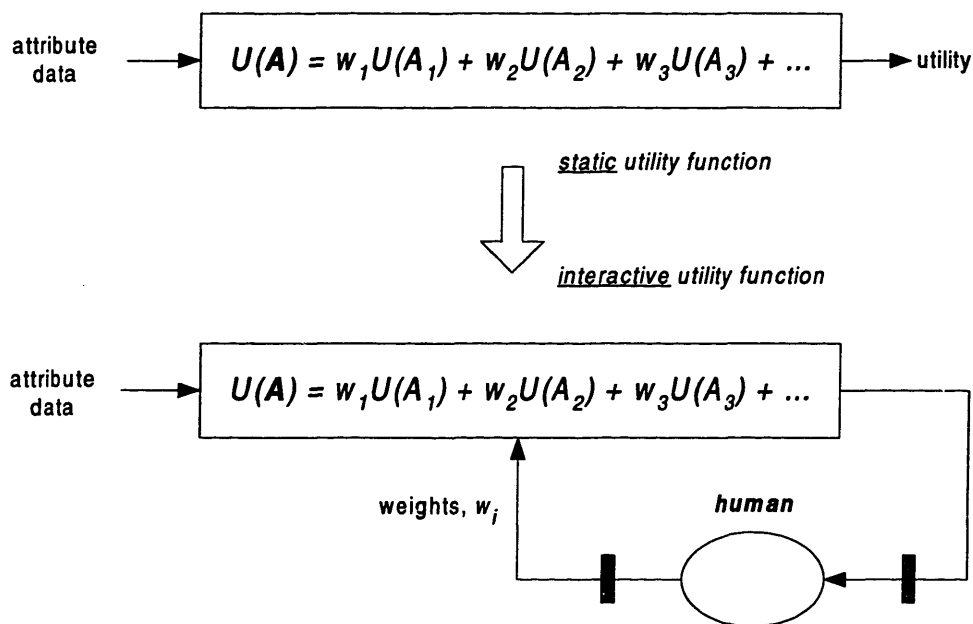 attribute
data
U(A) = w₁U(A₁) + w₂U(A₂) + w₃U(A₃) + ...
utility
static utility function
interactive utility function
attribute
data
U(A) = w₁U(A₁) + w₂U(A₂) + w₃U(A₃) + ...
weights, wᵢ
human